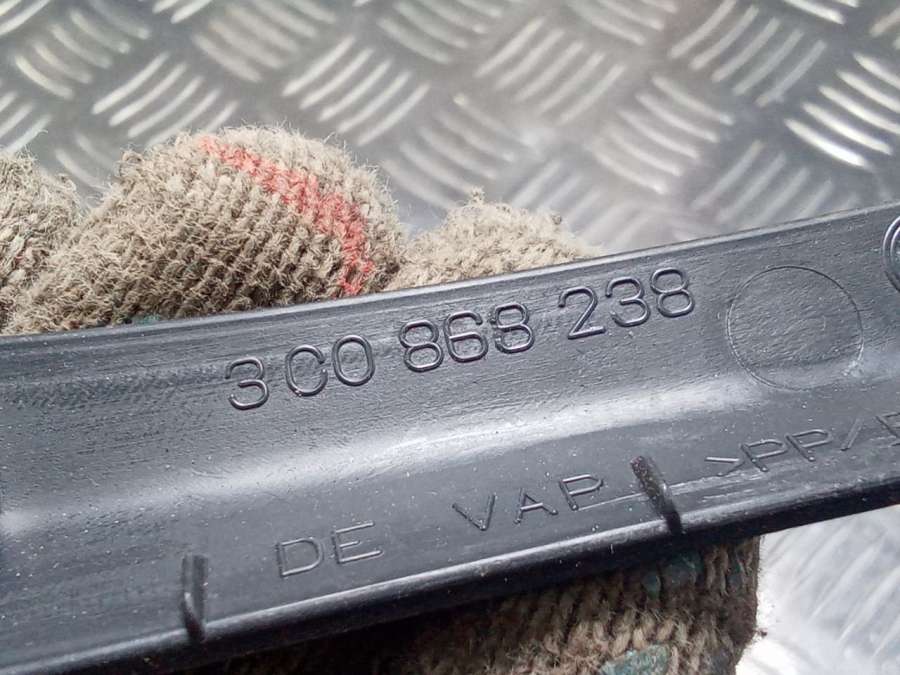 3C0 868 238
DE VAP >PP/